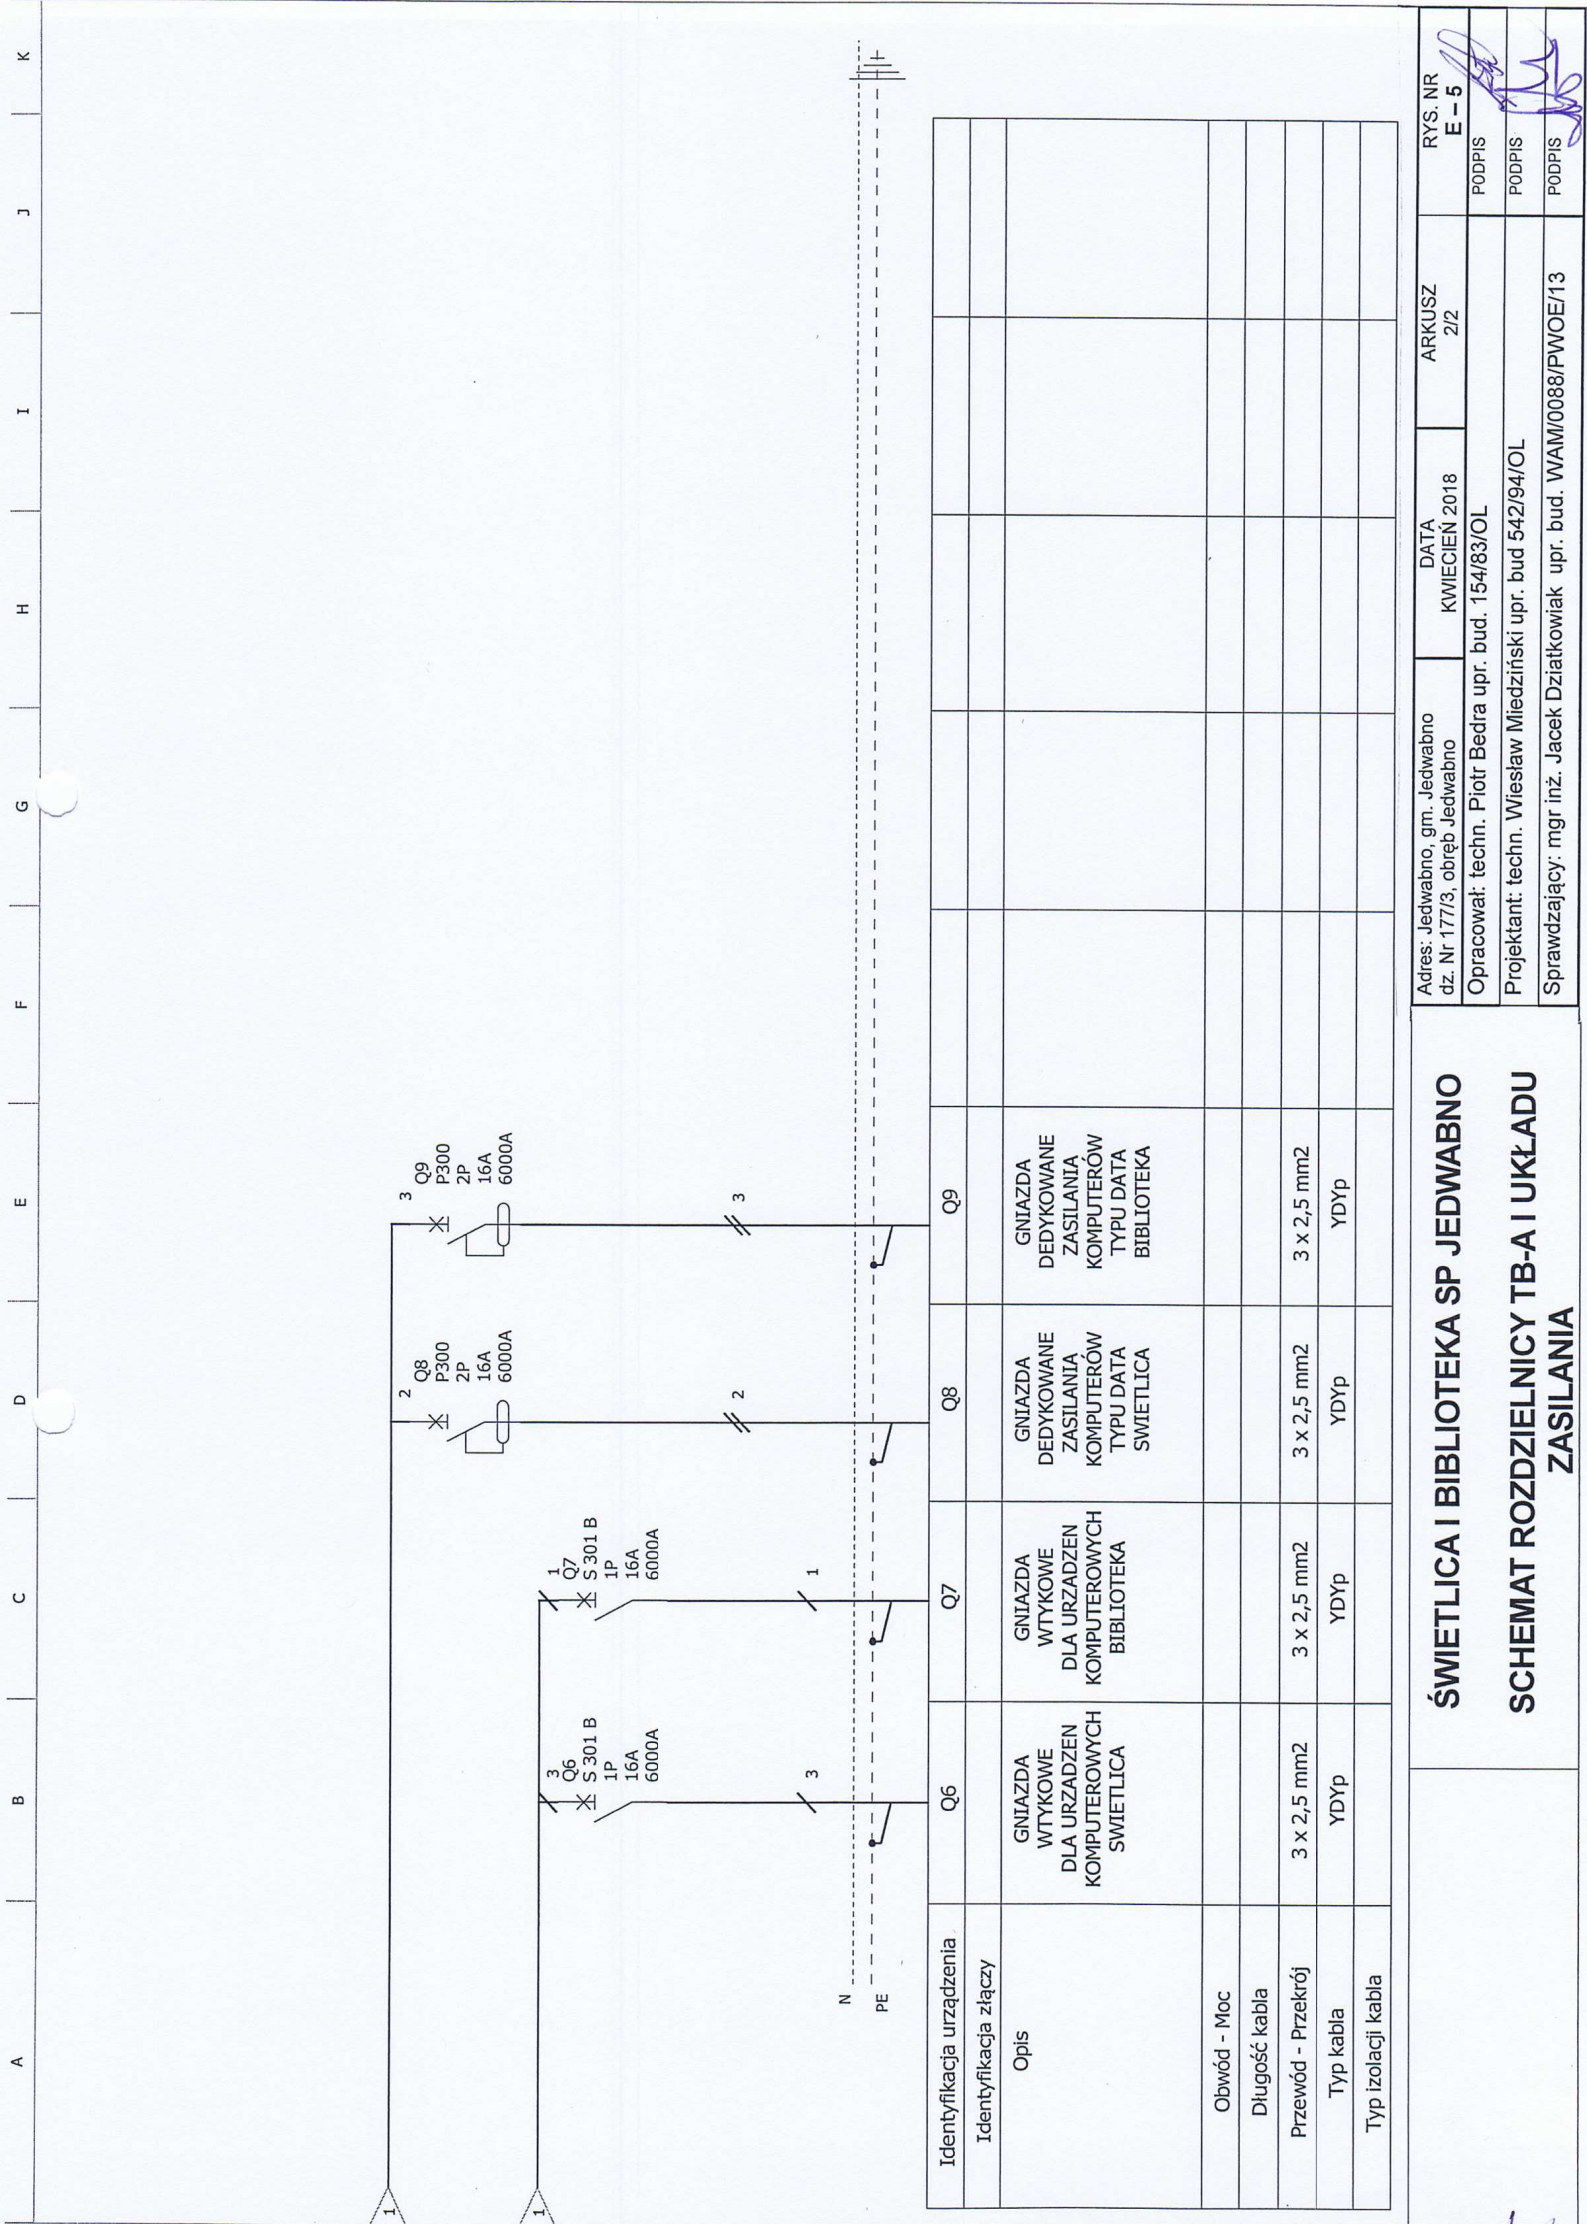 A B C D E F G H I J K
3
Q9
P300
2P
16A
6000A
2
Q8
P300
2P
16A
6000A
1
Q7
S 301 B
1P
16A
6000A
3
Q6
S 301 B
1P
16A
6000A
1
1
3
1
2
3
N
PE
Identyfikacja urządzenia Q6 Q7 Q8 Q9
Identyfikacja złączy
Opis
GNIAZDA
WTYKOWE
DLA URZADZEN
KOMPUTEROWYCH
SWIETLICA
GNIAZDA
WTYKOWE
DLA URZADZEN
KOMPUTEROWYCH
BIBLIOTEKA
GNIAZDA
DEDYKOWANE
ZASILANIA
KOMPUTERÓW
TYPU DATA
SWIETLICA
GNIAZDA
DEDYKOWANE
ZASILANIA
KOMPUTERÓW
TYPU DATA
BIBLIOTEKA
Obwód - Moc
Długość kabla
Przewód - Przekrój 3 x 2,5 mm2 3 x 2,5 mm2 3 x 2,5 mm2 3 x 2,5 mm2
Typ kabla YDYp YDYp YDYp YDYp
Typ izolacji kabla
ŚWIETLICA I BIBLIOTEKA SP JEDWABNO
SCHEMAT ROZDZIELNICY TB-A I UKŁADU
ZASILANIA
Adres: Jedwabno, gm. Jedwabno
dz. Nr 177/3, obręb Jedwabno
DATA
KWIECIEŃ 2018
ARKUSZ
2/2
RYS. NR
E – 5
Opracował: techn. Piotr Bedra upr. bud. 154/83/OL PODPIS
Projektant: techn. Wiesław Miedziński upr. bud 542/94/OL PODPIS
Sprawdzający: mgr inż. Jacek Dziatkowiak upr. bud. WAM/0088/PWOE/13 PODPIS